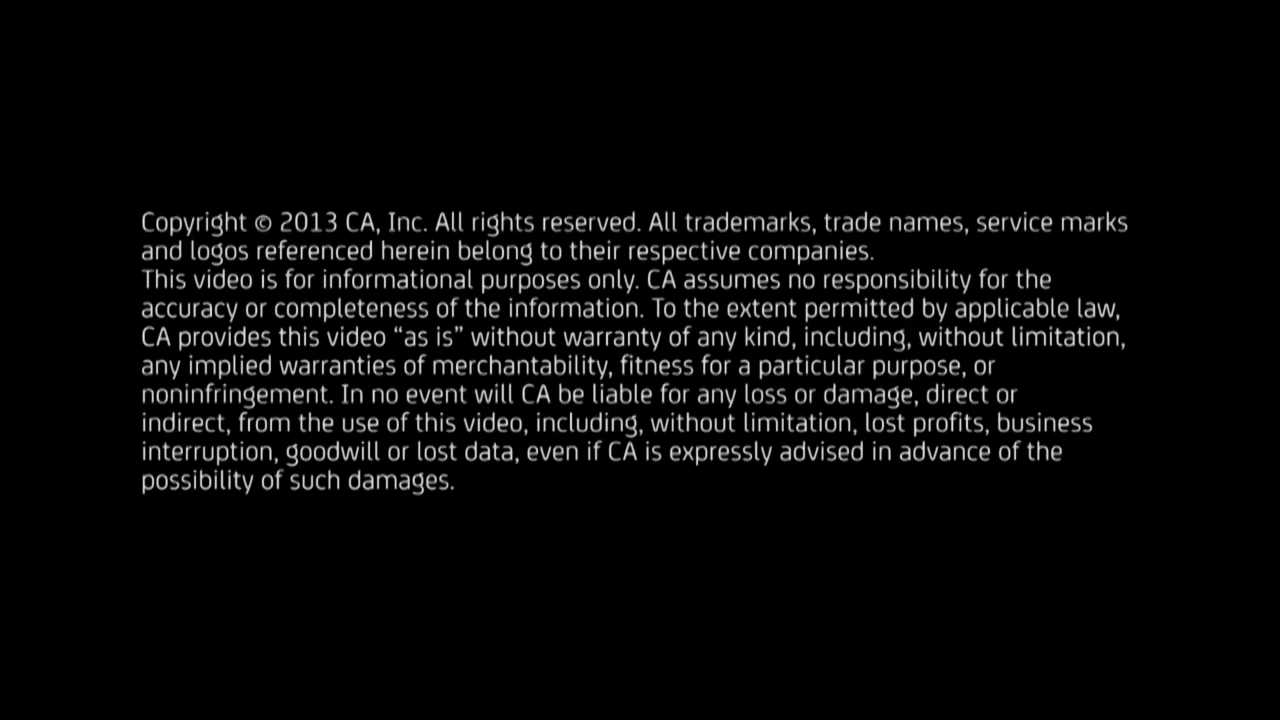 Copyright © 2013 CA, Inc. All rights reserved. All trademarks, trade names, service marks
and logos referenced herein belong to their respective companies.
This video is for informational purposes only. CA assumes no responsibility for the
accuracy or completeness of the information. To the extent permitted by applicable law,
CA provides this video “as is” without warranty of any kind, including, without limitation,
any implied warranties of merchantability, fitness for a particular purpose, or
noninfringement. In no event will CA be liable for any loss or damage, direct or
indirect, from the use of this video, including, without limitation, lost profits, business
interruption, goodwill or lost data, even if CA is expressly advised in advance of the
possibility of such damages.